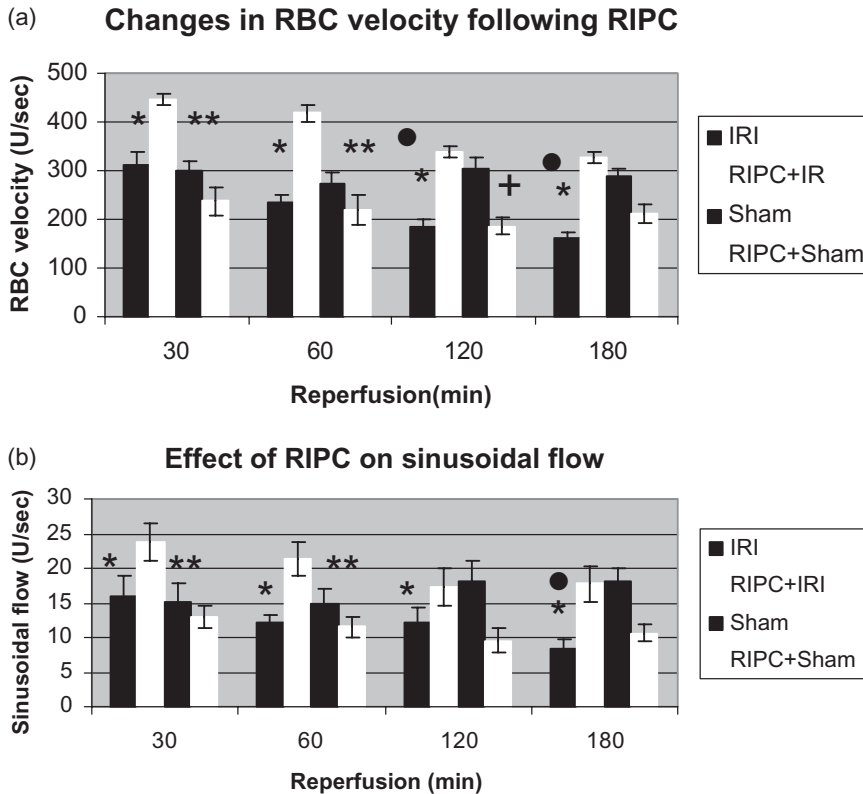 (a) Changes in RBC velocity following RIPC
RBC velocity (U/sec)
500
400
300
200
100
0
* ** * ** ● * + ● *
30 60 120 180
Reperfusion(min)
IRI
RIPC+IR
Sham
RIPC+Sham
(b) Effect of RIPC on sinusoidal flow
Sinusoidal flow (U/sec)
30
25
20
15
10
5
0
* ** * ** * ● *
30 60 120 180
Reperfusion (min)
IRI
RIPC+IRI
Sham
RIPC+Sham